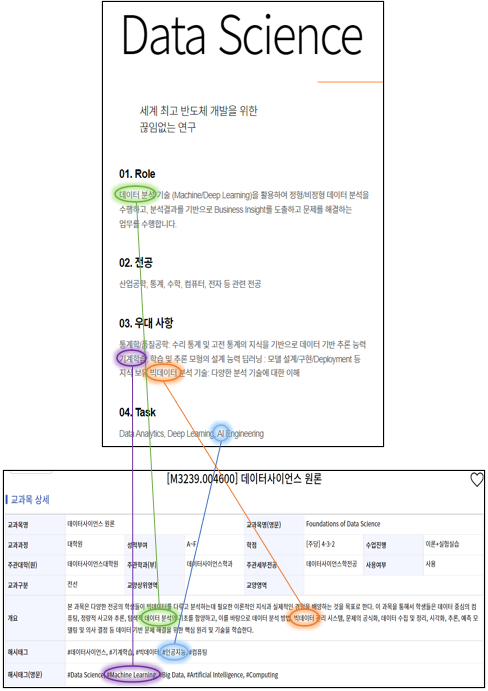 Data Science
세계 최고 반도체 개발을 위한
끊임없는 연구
01. Role
데이터 분석 기술 (Machine/Deep Learning)을 활용하여 정형/비정형 데이터 분석을
수행하고, 분석결과를 기반으로 Business Insight를 도출하고 문제를 해결하는
업무를 수행합니다.
02. 전공
산업공학, 통계, 수학, 컴퓨터, 전자 등 관련 전공
03. 우대 사항
통계학/품질공학: 수리 통계 및 고전 통계의 지식을 기반으로 데이터 기반 추론 능력
기계학습: 학습 및 추론 모형의 설계 능력 딥러닝 : 모델 설계/구현/Deployment 등
지식 보유 빅데이터 분석 기술: 다양한 분석 기술에 대한 이해
04. Task
Data Analytics, Deep Learning, AI Engineering
[M3239.004600] 데이터사이언스 원론
교과목 상세
교과목명 데이터사이언스 원론 교과목명(영문) Foundations of Data Science
교과과정 대학원 성적부여 A~F 학점 [주당] 4-3-2 수업진행 이론+실험실습
주관대학(원) 데이터사이언스대학원 주관학과(부) 데이터사이언스학과 주관세부전공 데이터사이언스학전공 사용여부 사용
교과구분 전선 교양상위영역 교양영역
개요 본 과목은 다양한 전공의 학생들이 빅데이터를 다루고 분석하는데 필요한 이론적인 지식과 실제적인 경험을 배양하는 것을 목표로 한다. 이 과목을 통해서 학생들은 데이터 중심의 컴
퓨팅, 정량적 사고와 추론, 탐색적 데이터 분석의 기초를 함양하고, 이를 바탕으로 데이터 분석 방법, 빅데이터 관리 시스템, 문제의 공식화, 데이터 수집 및 정리, 시각화, 추론, 예측 모
델링 및 의사 결정 등 데이터 기반 문제 해결을 위한 핵심 원리 및 기술을 학습한다.
해시태그 #데이터사이언스, #기계학습, #빅데이터, #인공지능, #컴퓨팅
해시태그(영문) #Data Science, #Machine Learning, #Big Data, #Artificial Intelligence, #Computing